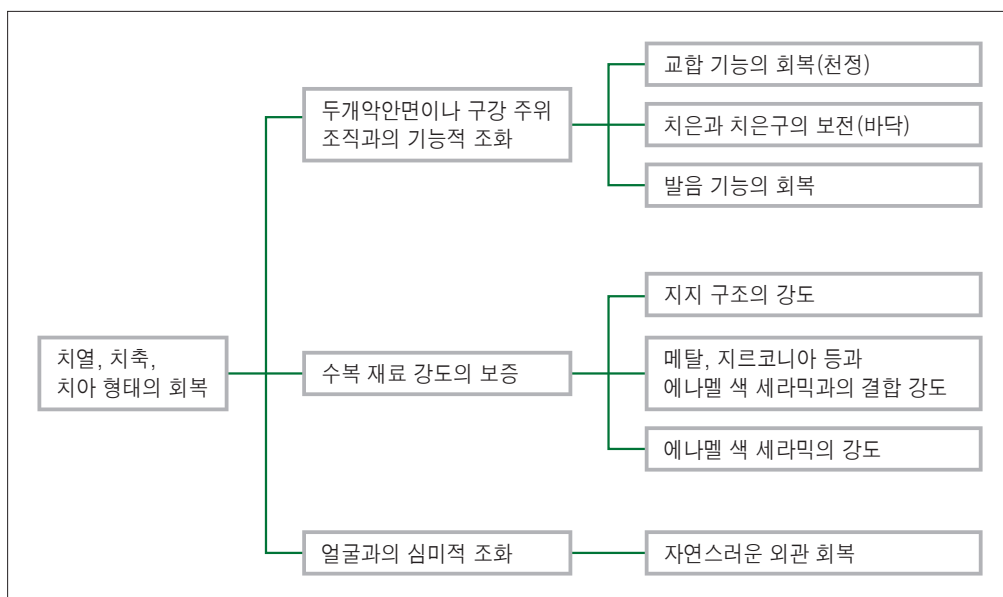 치열, 치축,
치아 형태의 회복
두개악안면이나 구강 주위
조직과의 기능적 조화
교합 기능의 회복(천정)
치은과 치은구의 보전(바닥)
발음 기능의 회복
수복 재료 강도의 보증
지지 구조의 강도
메탈, 지르코니아 등과
에나멜 색 세라믹과의 결합 강도
에나멜 색 세라믹의 강도
얼굴과의 심미적 조화
자연스러운 외관 회복